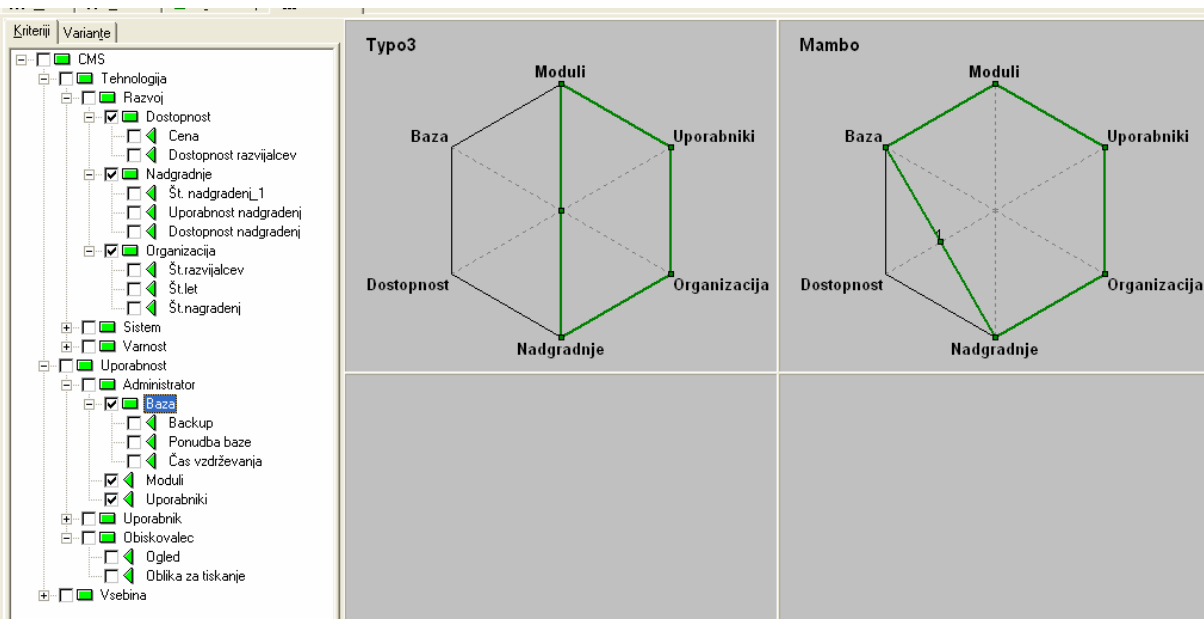 Kriteriji
Variante
CMS
Tehnologija
Razvoj
Dostopnost
Cena
Dostopnost razvijalcev
Nadgradnje
Št. nadgradenj_1
Uporabnost nadgradenj
Dostopnost nadgradenj
Organizacija
Št.razvijalcev
Št.let
Št.nagradenj
Sistem
Varnost
Uporabnost
Administrator
Baza
Backup
Ponudba baze
Čas vzdrževanja
Moduli
Uporabniki
Uporabnik
Obiskovalec
Ogled
Oblika za tiskanje
Vsebina
Typo3
Moduli
Baza
Uporabniki
Dostopnost
Organizacija
Nadgradnje
Mambo
Moduli
Baza
Uporabniki
1
Dostopnost
Organizacija
Nadgradnje